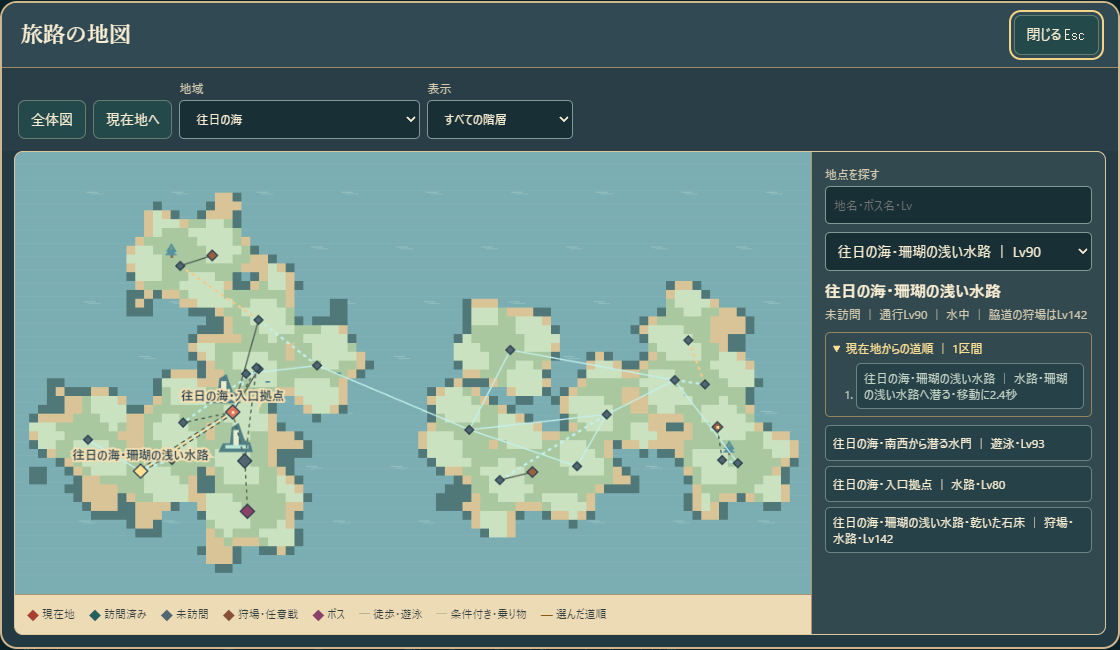 旅路の地図
閉じる Esc
全体図
現在地へ
地域
往日の海
表示
すべての階層
往日の海・入口拠点
往日の海・珊瑚の浅い水路
現在地
訪問済み
未訪問
狩場・任意戦
ボス
徒歩・遊泳
条件付き・乗り物
選んだ道順
地点を探す
地名・ボス名・Lv
往日の海・珊瑚の浅い水路 ｜ Lv90
往日の海・珊瑚の浅い水路
未訪問 ｜ 通行Lv90 ｜ 水中 ｜ 脇道の狩場はLv142
▼ 現在地からの道順 ｜ 1区間
1. 往日の海・珊瑚の浅い水路 ｜ 水路・珊瑚
の浅い水路へ潜る・移動に2.4秒
往日の海・南西から潜る水門 ｜ 遊泳・Lv93
往日の海・入口拠点 ｜ 水路・Lv80
往日の海・珊瑚の浅い水路・乾いた石床 ｜ 狩場・
水路・Lv142